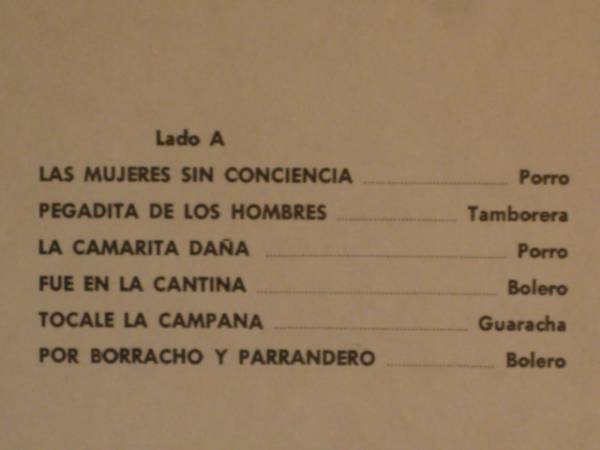 Lado A
LAS MUJERES SIN CONCIENCIA Porro
PEGADITA DE LOS HOMBRES Tamborera
LA CAMARITA DAÑA Porro
FUE EN LA CANTINA Bolero
TOCALE LA CAMPANA Guaracha
POR BORRACHO Y PARRANDERO Bolero